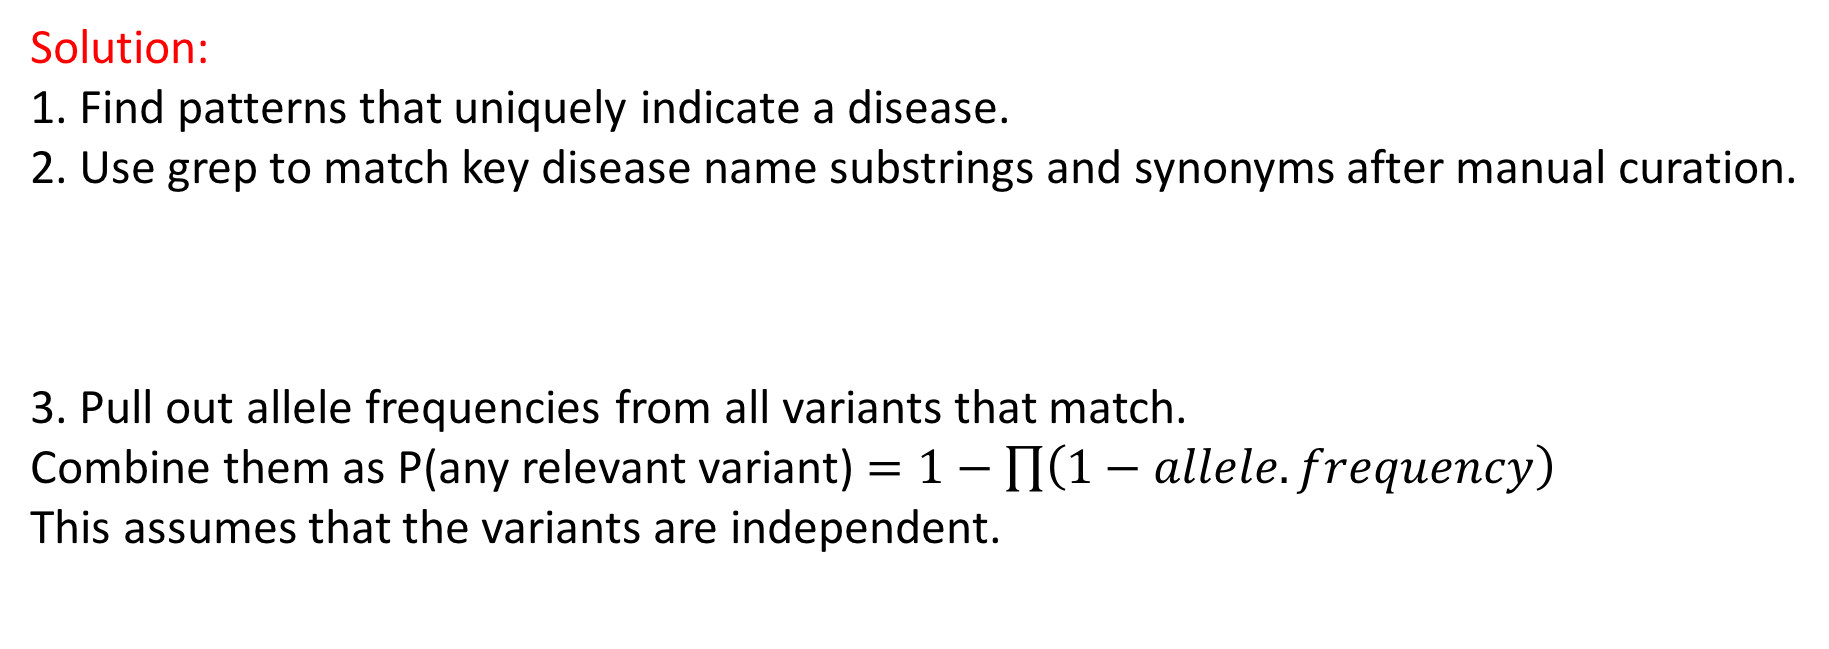 Solution:
1. Find patterns that uniquely indicate a disease.
2. Use grep to match key disease name substrings and synonyms after manual curation.
3. Pull out allele frequencies from all variants that match.
Combine them as P(any relevant variant) = 1 − ∏(1 − allele.frequency)
This assumes that the variants are independent.